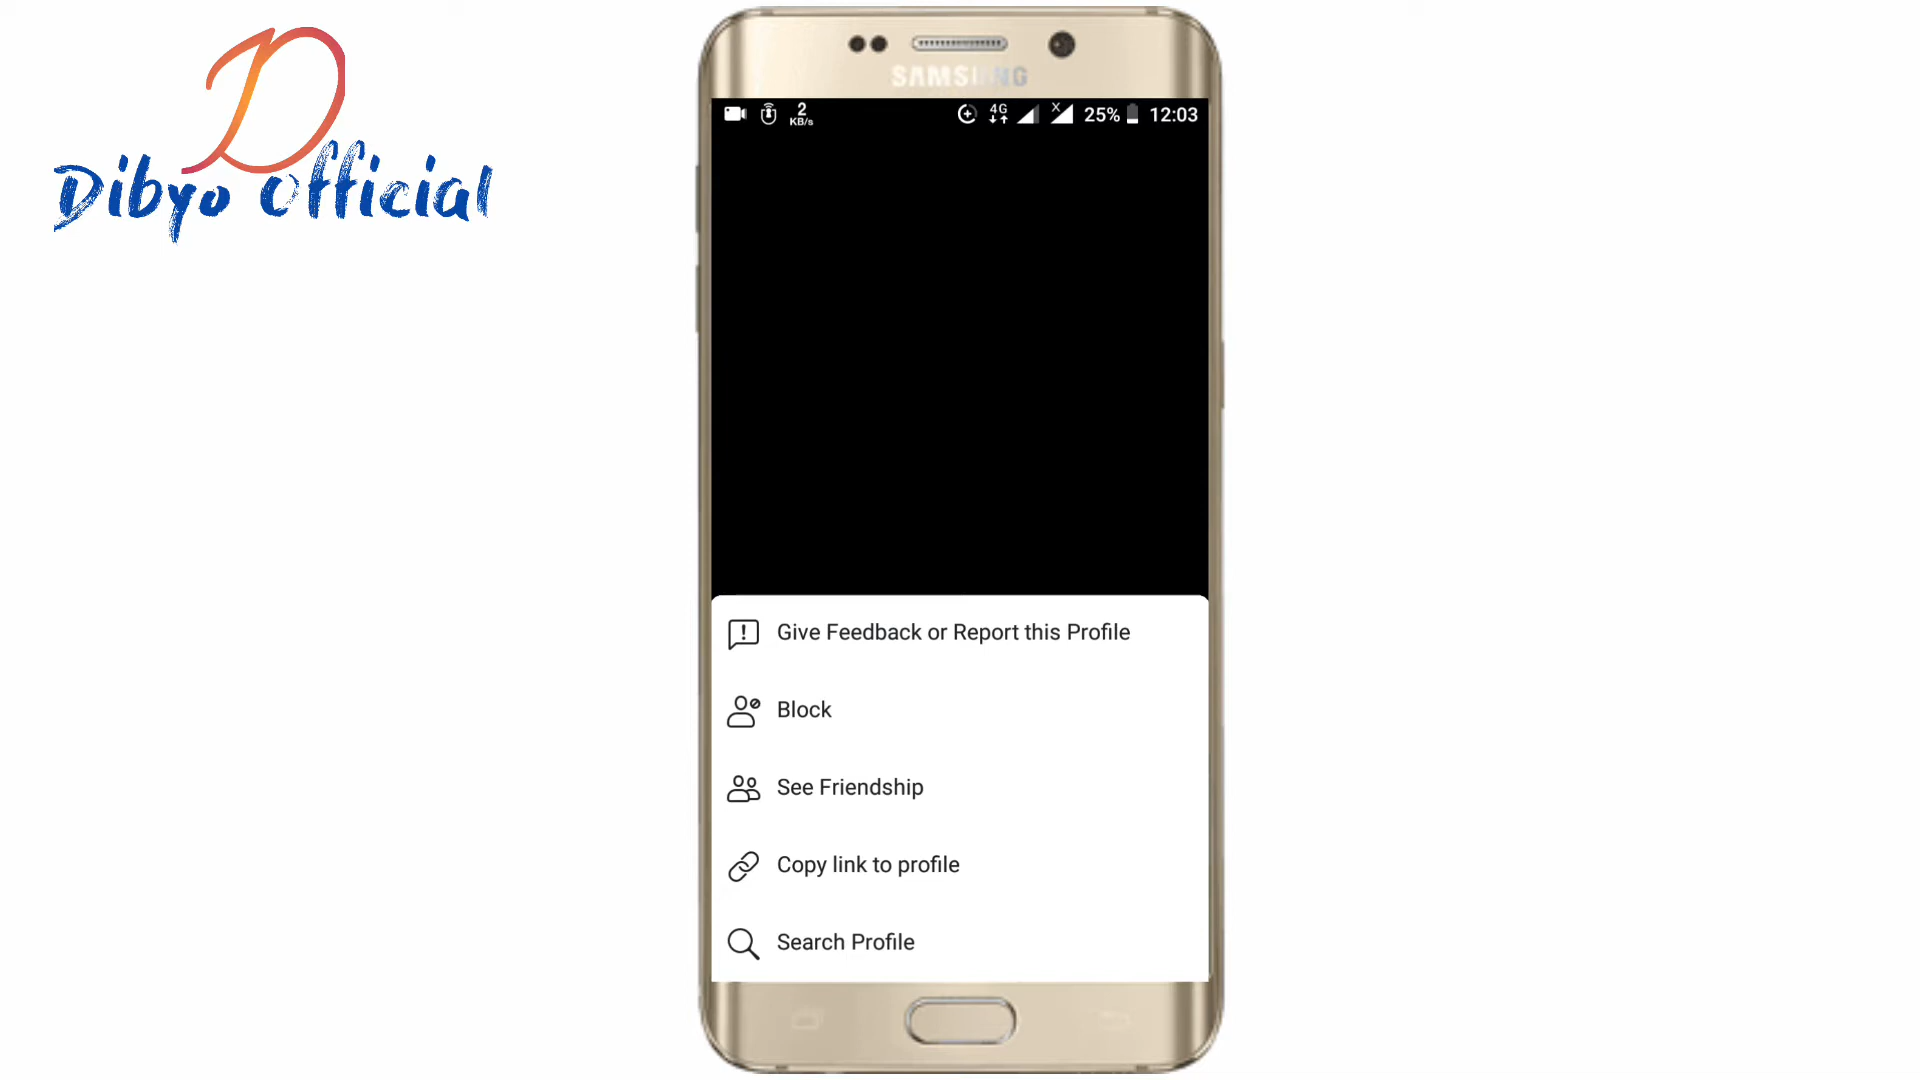 D
Dibyo Official
SAMSUNG
2 KB/s 4G X 25% 12:03
Give Feedback or Report this Profile
Block
See Friendship
Copy link to profile
Search Profile